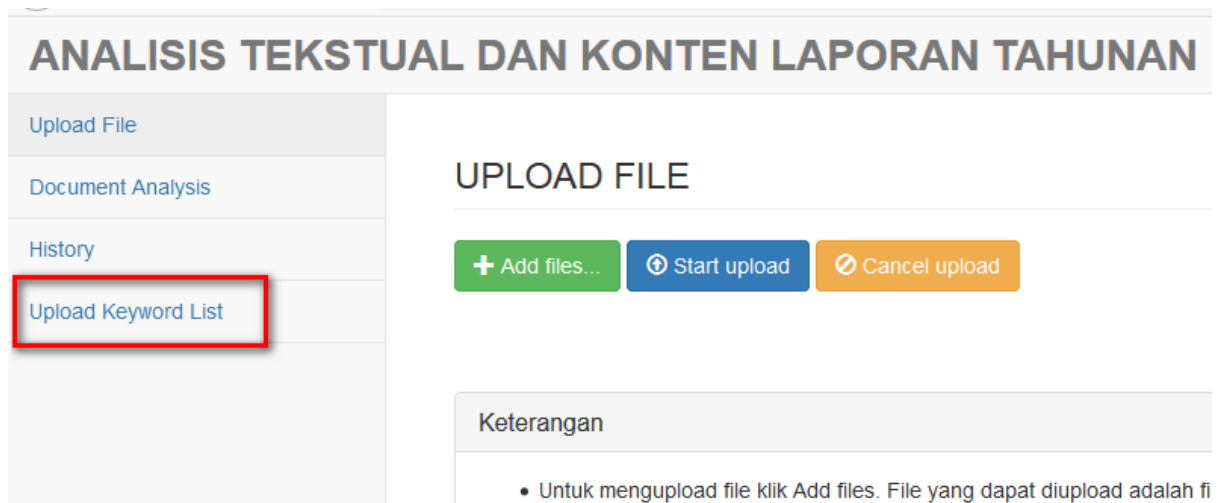 ANALISIS TEKSTUAL DAN KONTEN LAPORAN TAHUNAN
Upload File
Document Analysis
History
Upload Keyword List
UPLOAD FILE
Add files...
Start upload
Cancel upload
Keterangan
• Untuk mengupload file klik Add files. File yang dapat diupload adalah